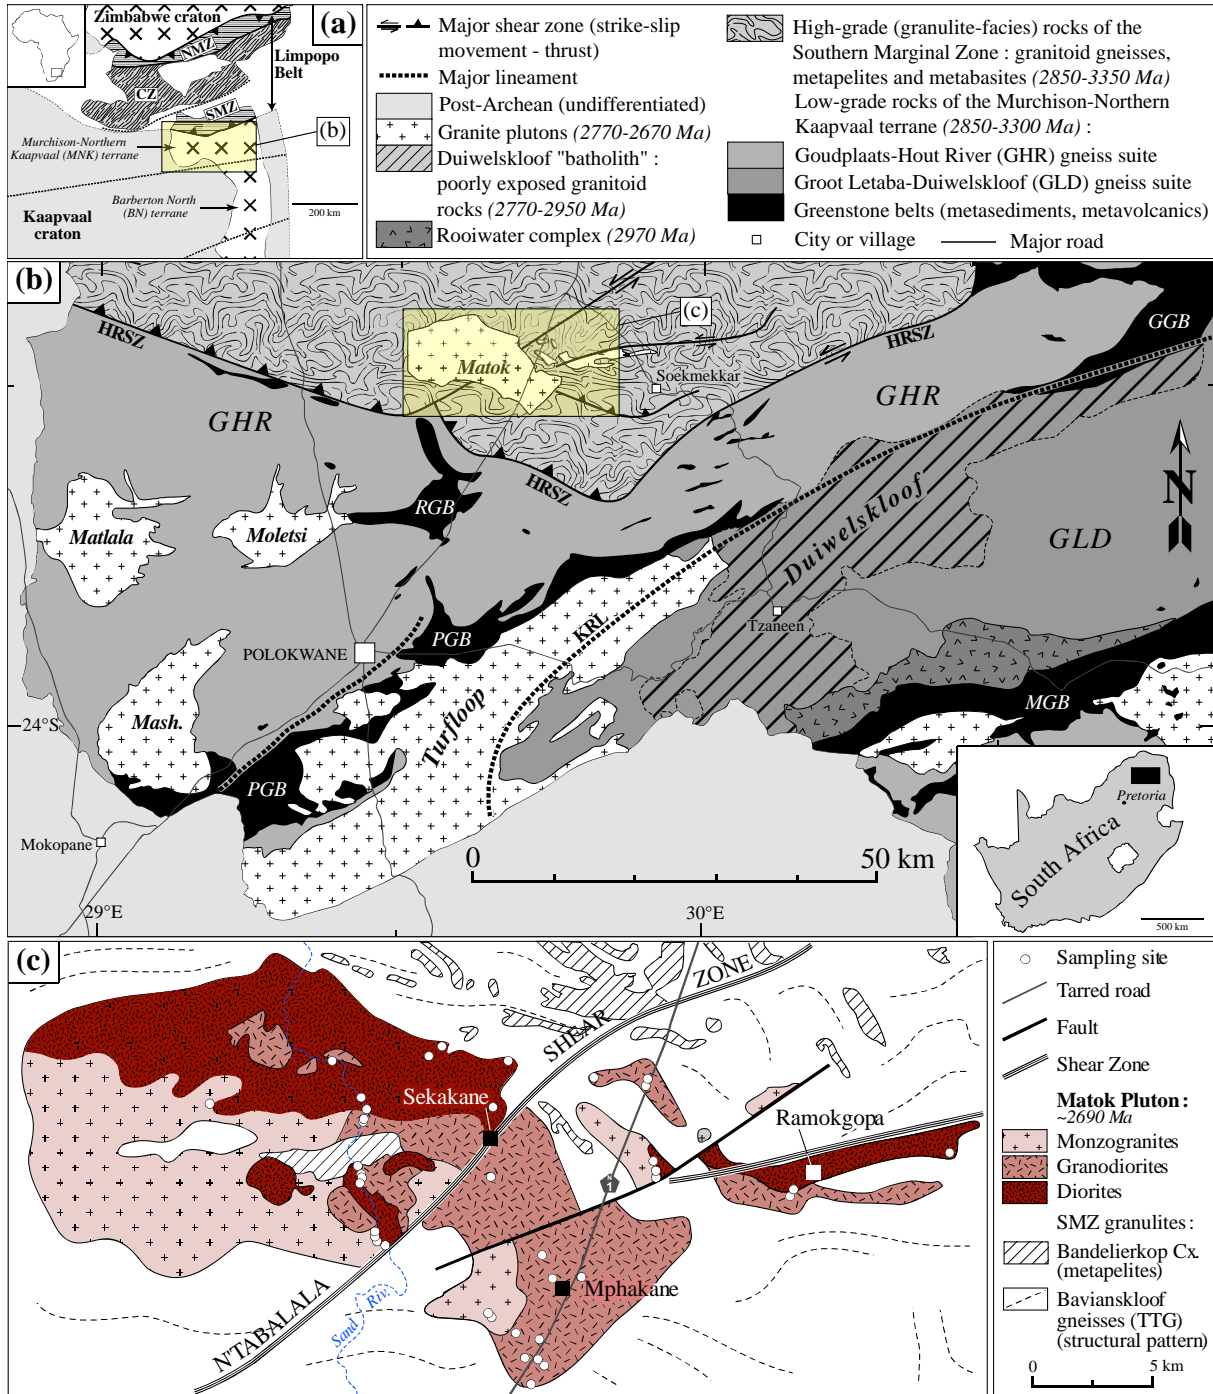 Zimbabwe craton
(a)
NMZ
Limpopo
Belt
CZ
SMZ
(b)
Murchison-Northern
Kaapvaal (MNK) terrane
Barberton North
(BN) terrane
Kaapvaal
craton
200 km
Major shear zone (strike-slip
movement - thrust)
Major lineament
Post-Archean (undifferentiated)
Granite plutons (2770-2670 Ma)
Duiwelskloof "batholith" :
poorly exposed granitoid
rocks (2770-2950 Ma)
Rooiwater complex (2970 Ma)
High-grade (granulite-facies) rocks of the
Southern Marginal Zone : granitoid gneisses,
metapelites and metabasites (2850-3350 Ma)
Low-grade rocks of the Murchison-Northern
Kaapvaal terrane (2850-3300 Ma) :
Goudplaats-Hout River (GHR) gneiss suite
Groot Letaba-Duiwelskloof (GLD) gneiss suite
Greenstone belts (metasediments, metavolcanics)
City or village
Major road
(b)
HRSZ
(c)
HRSZ
GGB
Matok
Soekmekkar
GHR
GHR
HRSZ
N
RGB
Matlala
Moletsi
Duiwelskloof
GLD
KRL
Tzaneen
PGB
POLOKWANE
Turfloop
MGB
Mash.
24°S
PGB
Mokopane
0
50 km
29°E
30°E
Pretoria
South Africa
500 km
(c)
ZONE
SHEAR
Sekakane
Ramokgopa
N
1
Mphakane
Sand Riv.
N'TABALALA
Sampling site
Tarred road
Fault
Shear Zone
Matok Pluton :
~2690 Ma
Monzogranites
Granodiorites
Diorites
SMZ granulites :
Bandelierkop Cx.
(metapelites)
Bavianskloof
gneisses (TTG)
(structural pattern)
0
5 km